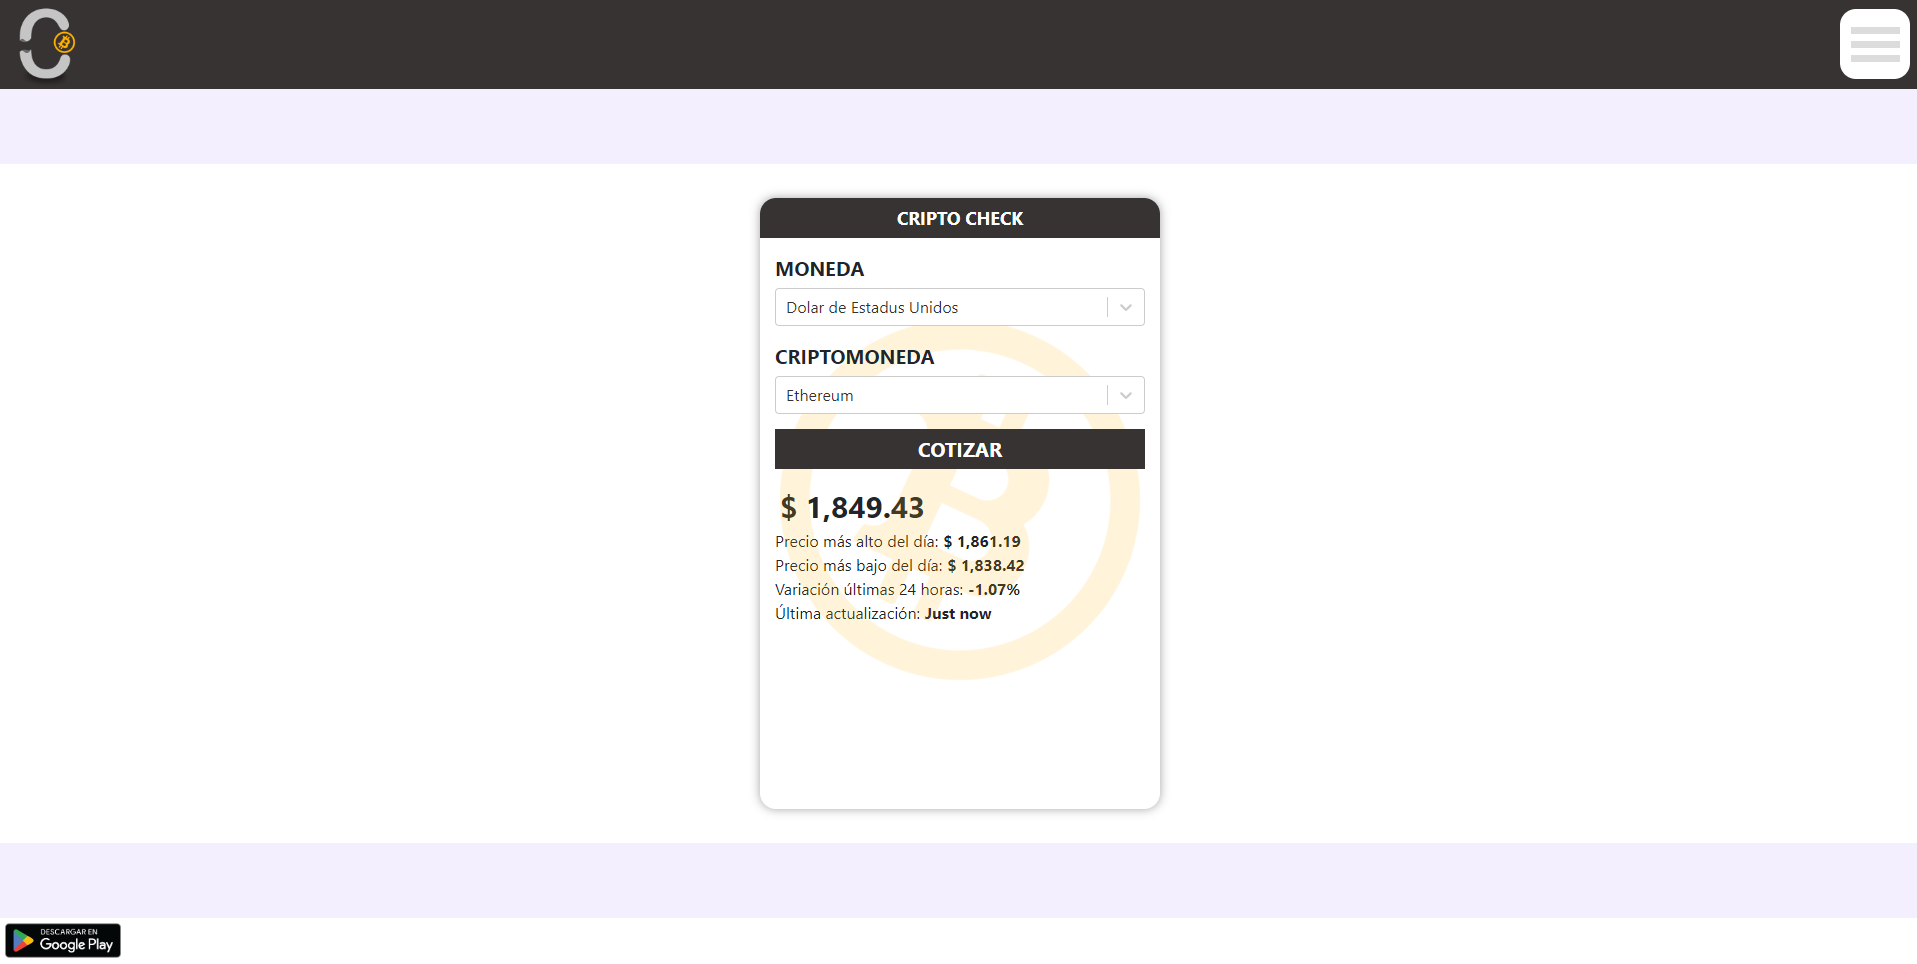 CRIPTO CHECK
MONEDA
Dolar de Estadus Unidos
CRIPTOMONEDA
Ethereum
COTIZAR
$ 1,849.43
Precio más alto del día: $ 1,861.19
Precio más bajo del día: $ 1,838.42
Variación últimas 24 horas: -1.07%
Última actualización: Just now
DESCARGAR EN
Google Play